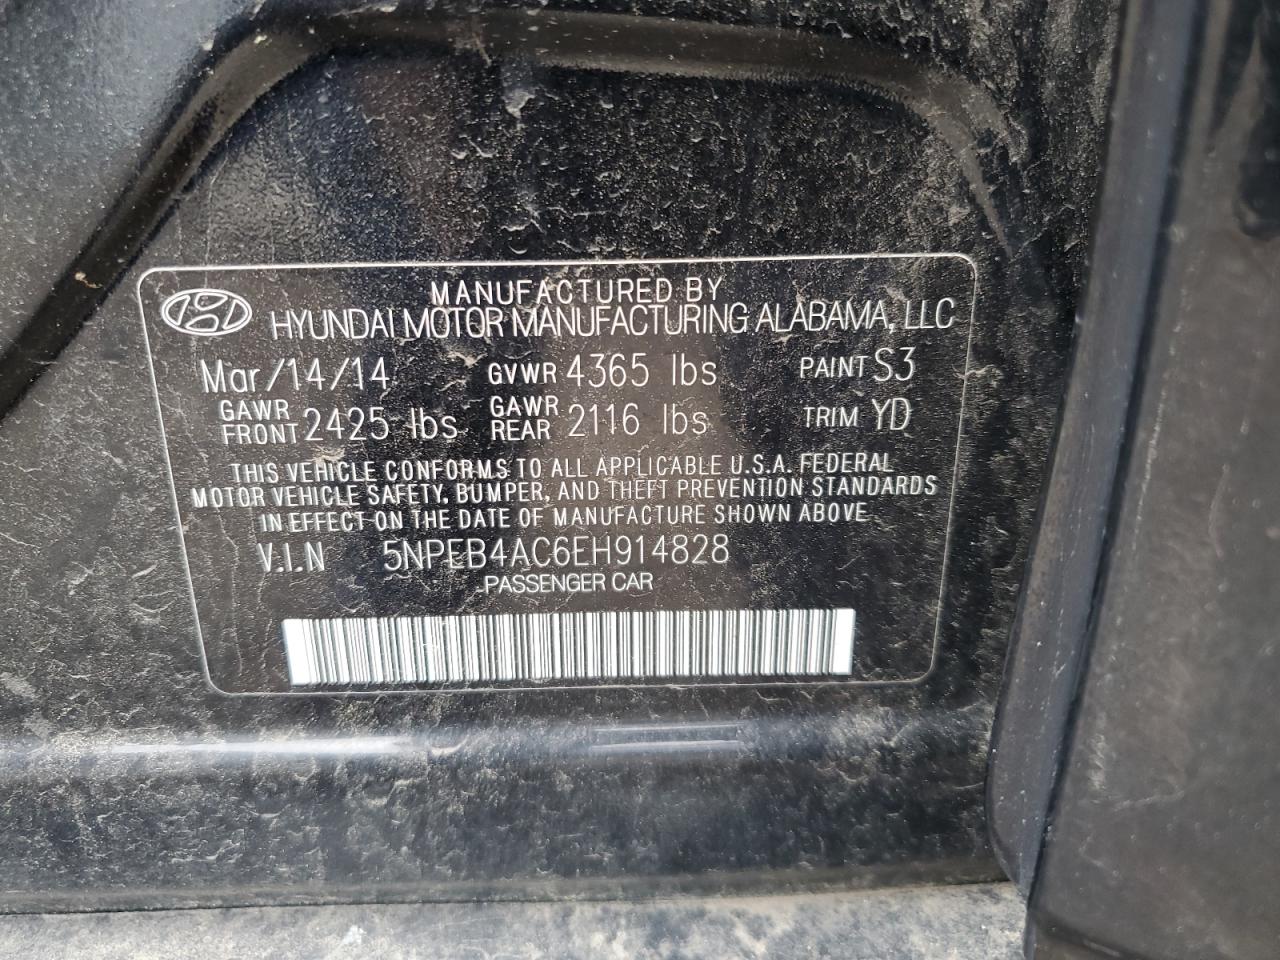 MANUFACTURED BY
HYUNDAI MOTOR MANUFACTURING ALABAMA, LLC
Mar/14/14 GVWR 4365 lbs PAINT S3
GAWR FRONT 2425 lbs GAWR REAR 2116 lbs TRIM YD
THIS VEHICLE CONFORMS TO ALL APPLICABLE U.S.A. FEDERAL
MOTOR VEHICLE SAFETY, BUMPER, AND THEFT PREVENTION STANDARDS
IN EFFECT ON THE DATE OF MANUFACTURE SHOWN ABOVE
V.I.N 5NPEB4AC6EH914828
PASSENGER CAR